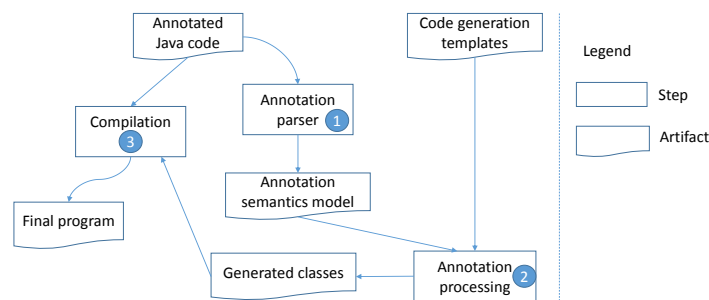 Annotated
Java code
Code generation
templates
Legend
Step
Artifact
Annotation
parser
1
Compilation
3
Annotation
semantics model
Final program
Generated classes
Annotation
processing
2